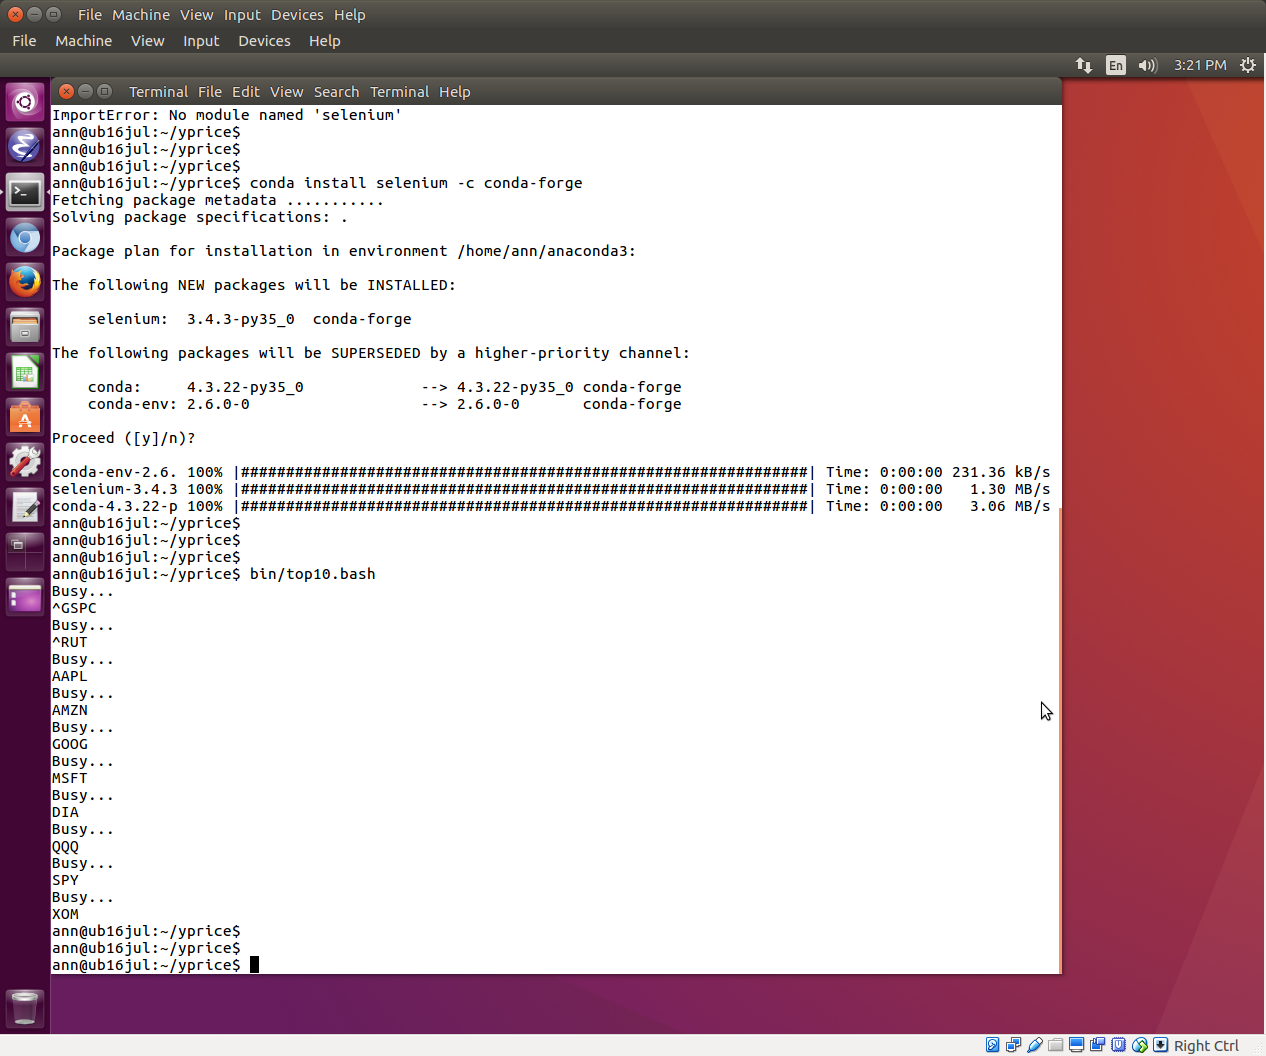 File Machine View Input Devices Help
File Machine View Input Devices Help
En 3:21 PM
Terminal File Edit View Search Terminal Help
ImportError: No module named 'selenium'
ann@ub16jul:~/yprice$
ann@ub16jul:~/yprice$
ann@ub16jul:~/yprice$
ann@ub16jul:~/yprice$ conda install selenium -c conda-forge
Fetching package metadata ...........
Solving package specifications: .
Package plan for installation in environment /home/ann/anaconda3:
The following NEW packages will be INSTALLED:
selenium: 3.4.3-py35_0 conda-forge
The following packages will be SUPERSEDED by a higher-priority channel:
conda: 4.3.22-py35_0 --> 4.3.22-py35_0 conda-forge
conda-env: 2.6.0-0 --> 2.6.0-0 conda-forge
Proceed ([y]/n)?
conda-env-2.6. 100% |###############################################################| Time: 0:00:00 231.36 kB/s
selenium-3.4.3 100% |###############################################################| Time: 0:00:00 1.30 MB/s
conda-4.3.22-p 100% |###############################################################| Time: 0:00:00 3.06 MB/s
ann@ub16jul:~/yprice$
ann@ub16jul:~/yprice$
ann@ub16jul:~/yprice$
ann@ub16jul:~/yprice$ bin/top10.bash
Busy...
^GSPC
Busy...
^RUT
Busy...
AAPL
Busy...
AMZN
Busy...
GOOG
Busy...
MSFT
Busy...
DIA
Busy...
QQQ
Busy...
SPY
Busy...
XOM
ann@ub16jul:~/yprice$
ann@ub16jul:~/yprice$
ann@ub16jul:~/yprice$
Right Ctrl